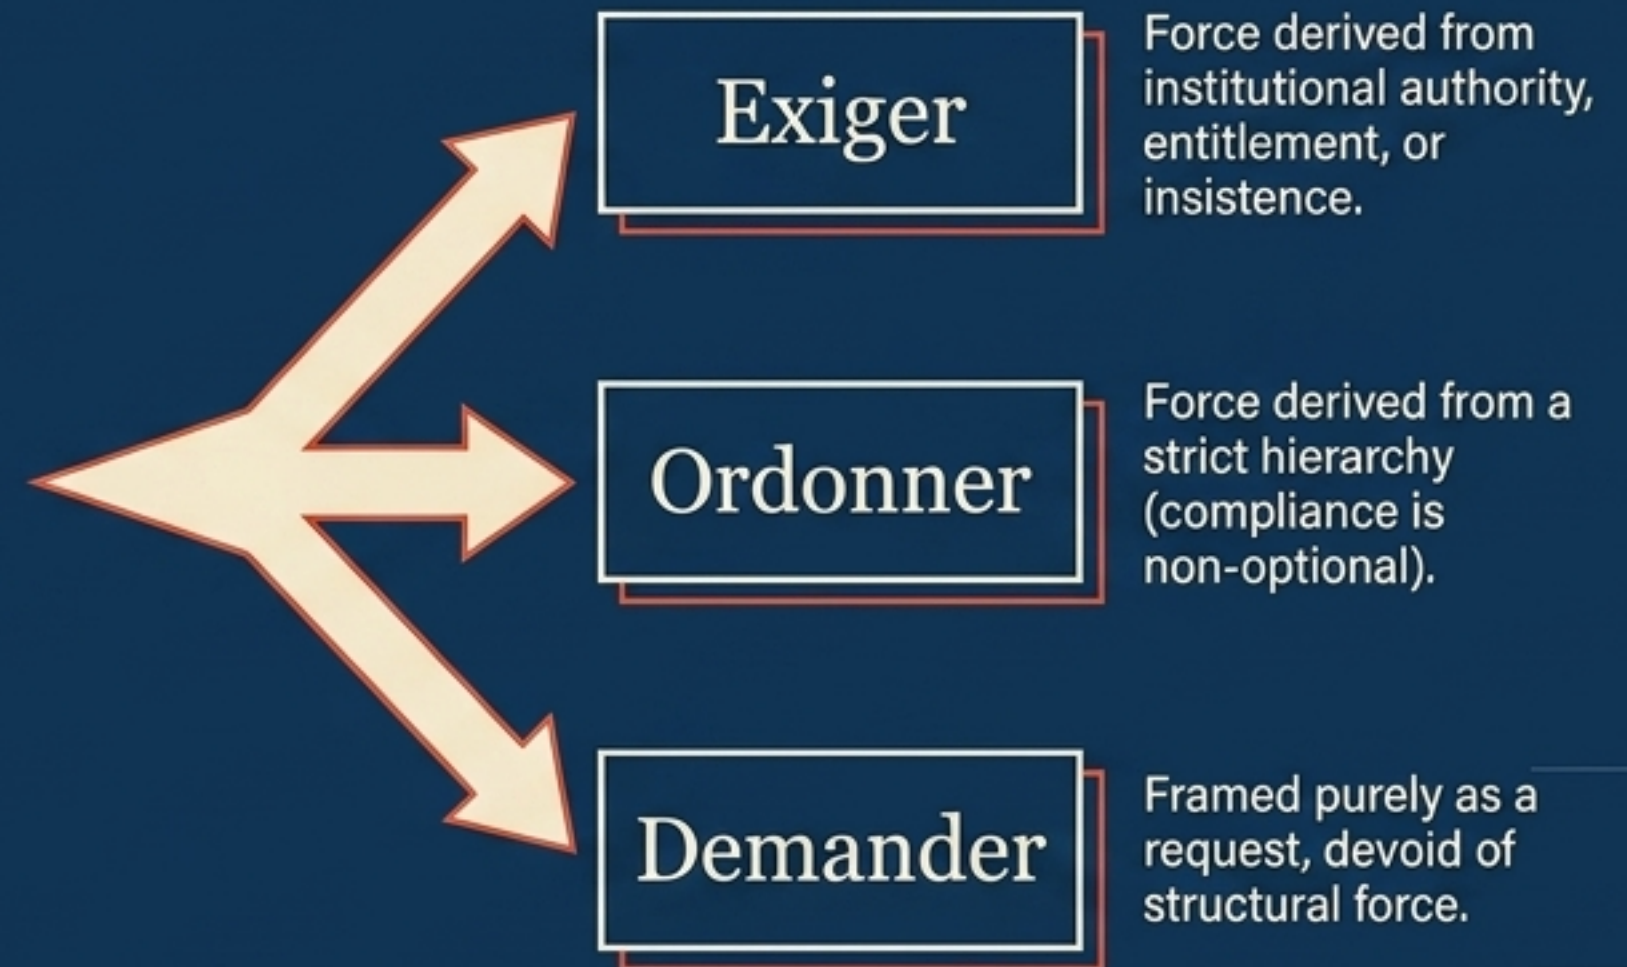 Exiger
Force derived from
institutional authority,
entitlement, or
insistence.
Ordonner
Force derived from a
strict hierarchy
(compliance is
non-optional).
Demander
Framed purely as a
request, devoid of
structural force.